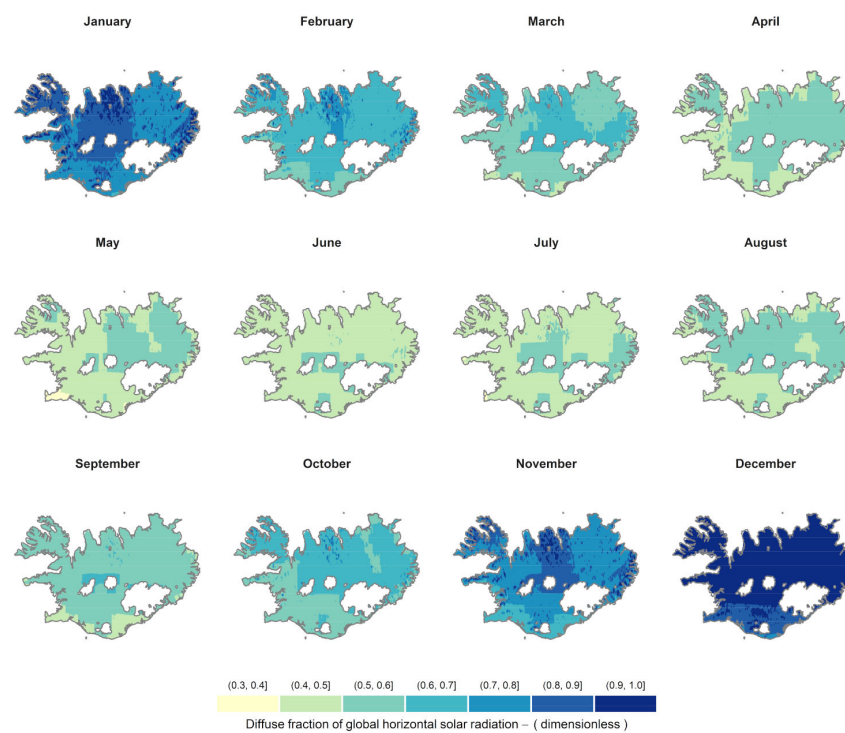 January February March April
May June July August
September October November December
(0.3, 0.4] (0.4, 0.5] (0.5, 0.6] (0.6, 0.7] (0.7, 0.8] (0.8, 0.9] (0.9, 1.0]
Diffuse fraction of global horizontal solar radiation − ( dimensionless )